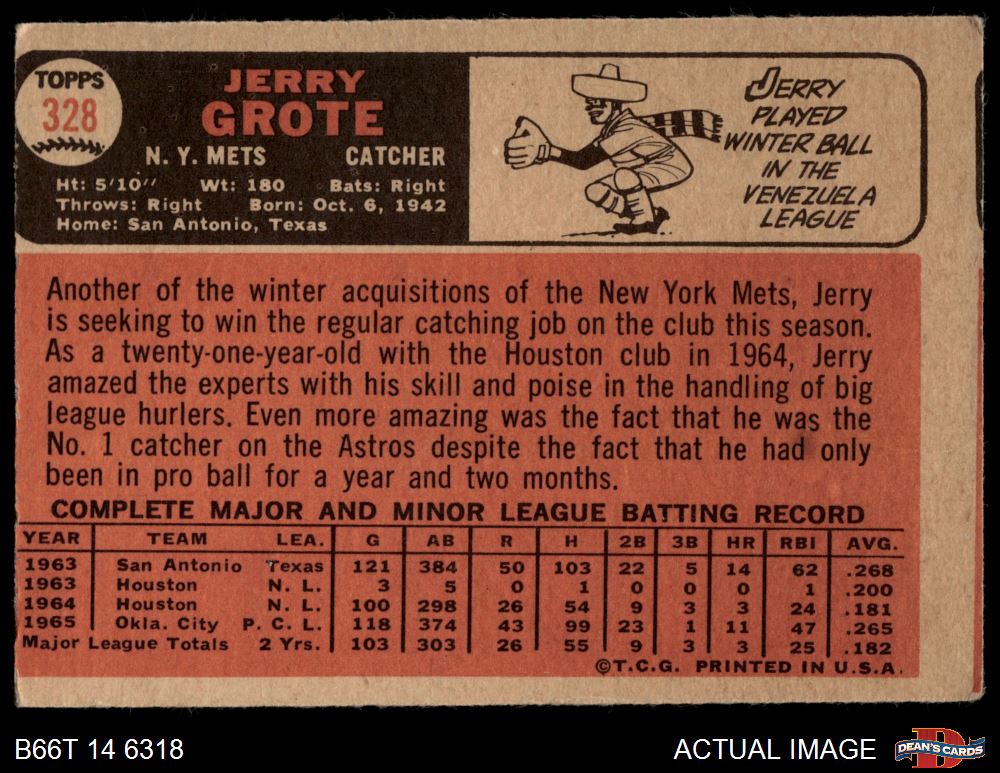 TOPPS
328
JERRY
GROTE
N. Y. METS CATCHER
Ht: 5'10" Wt: 180 Bats: Right
Throws: Right Born: Oct. 6, 1942
Home: San Antonio, Texas
JERRY
PLAYED
WINTER BALL
IN THE
VENEZUELA
LEAGUE
Another of the winter acquisitions of the New York Mets, Jerry
is seeking to win the regular catching job on the club this season.
As a twenty-one-year-old with the Houston club in 1964, Jerry
amazed the experts with his skill and poise in the handling of big
league hurlers. Even more amazing was the fact that he was the
No. 1 catcher on the Astros despite the fact that he had only
been in pro ball for a year and two months.
COMPLETE MAJOR AND MINOR LEAGUE BATTING RECORD
YEAR TEAM LEA. G AB R H 2B 3B HR RBI AVG.
1963 San Antonio Texas 121 384 50 103 22 5 14 62 .268
1963 Houston N. L. 3 5 0 1 0 0 0 1 .200
1964 Houston N. L. 100 298 26 54 9 3 3 24 .181
1965 Okla. City P. C. L. 118 374 43 99 23 1 11 47 .265
Major League Totals 2 Yrs. 103 303 26 55 9 3 3 25 .182
©T.C.G. PRINTED IN U.S.A.
B66T 14 6318
ACTUAL IMAGE
DEAN'S CARDS